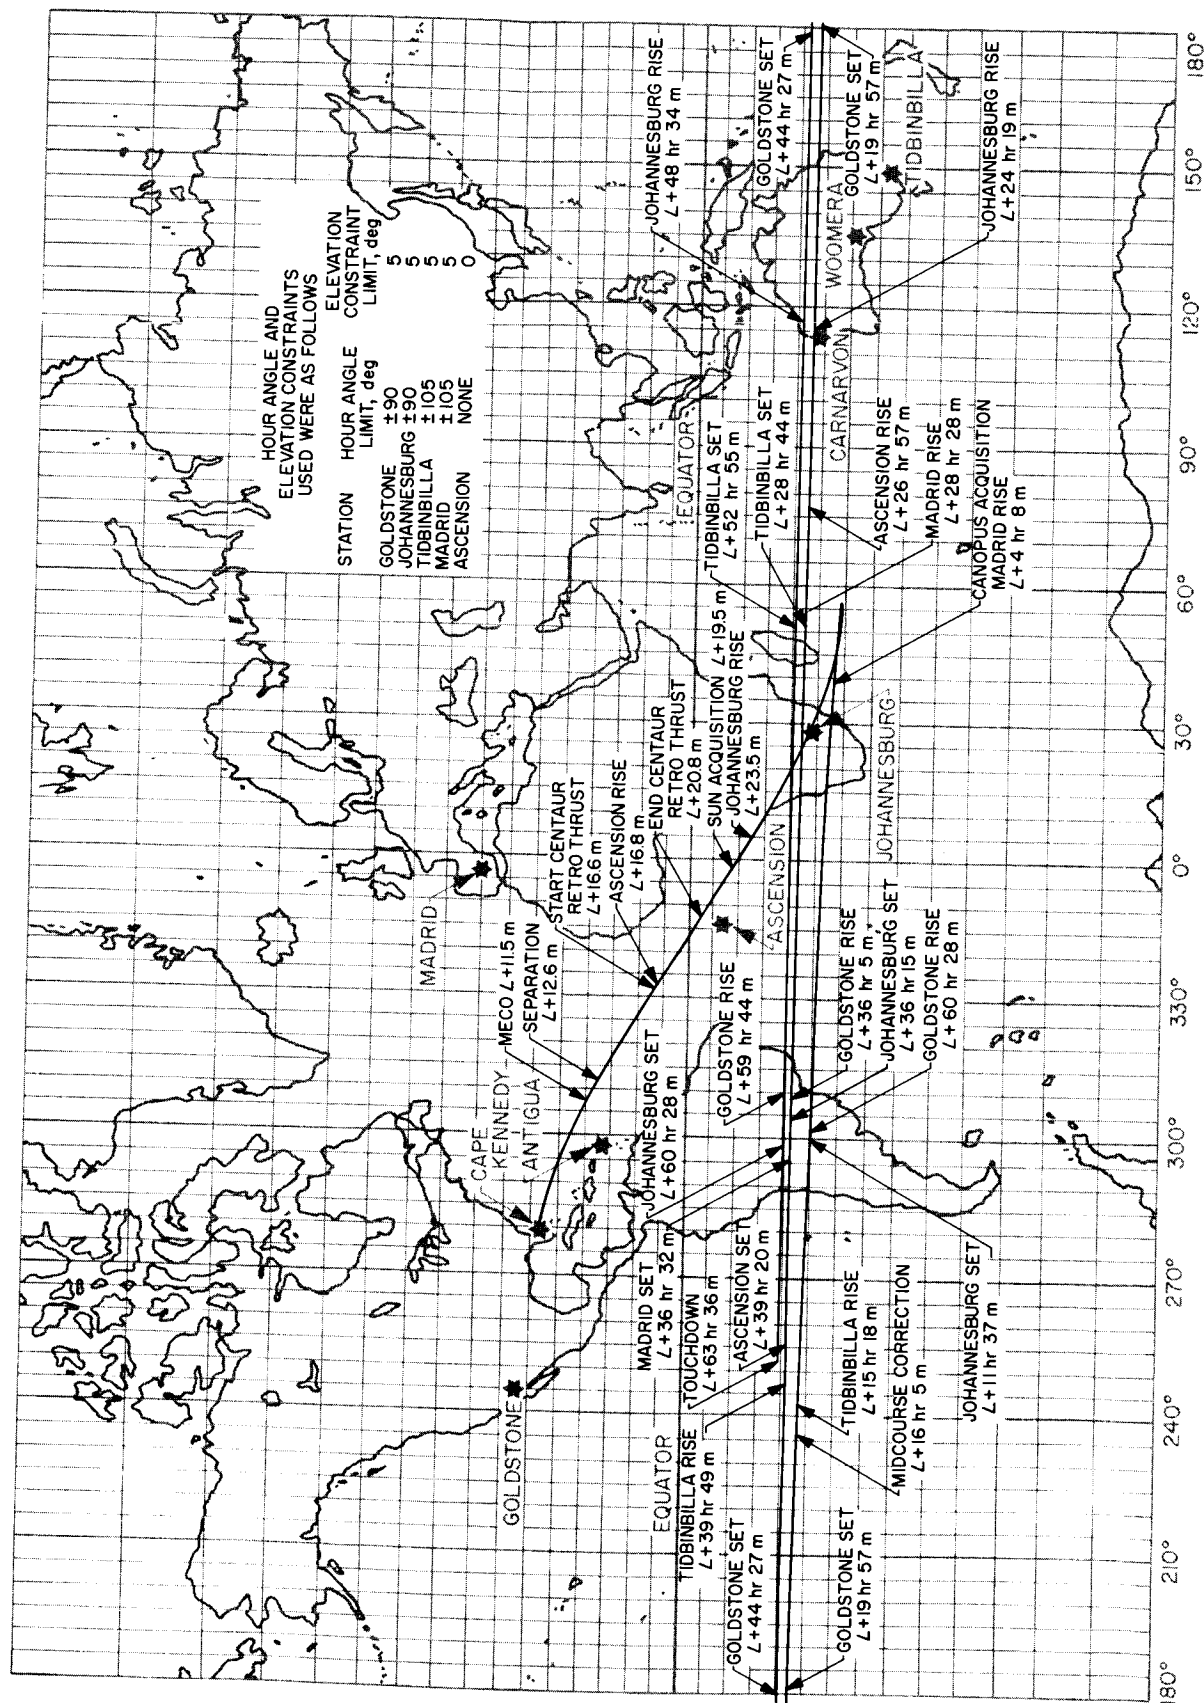 HOUR ANGLE AND
ELEVATION CONSTRAINTS
USED WERE AS FOLLOWS
STATION HOUR ANGLE LIMIT, deg ELEVATION CONSTRAINT LIMIT, deg
GOLDSTONE ±90 5
JOHANNESBURG ±90 5
TIDBINBILLA ±105 5
MADRID ±105 5
ASCENSION NONE 0
GOLDSTONE
CAPE
KENNEDY
ANTIGUA
MADRID
MECO L+11.5 m
SEPARATION
L+12.6 m
START CENTAUR
RETRO THRUST
L+16.6 m
ASCENSION RISE
L+16.8 m
END CENTAUR
RETRO THRUST
L+20.8 m
SUN ACQUISITION L+19.5 m
JOHANNESBURG RISE
L+23.5 m
EQUATOR
EQUATOR
TIDBINBILLA RISE
L+39 hr 49 m
GOLDSTONE SET
L+44 hr 27 m
MADRID SET
L+36 hr 32 m
JOHANNESBURG SET
L+60 hr 28 m
TOUCHDOWN
L+63 hr 36 m
ASCENSION SET
L+39 hr 20 m
GOLDSTONE RISE
L+59 hr 44 m
ASCENSION
TIDBINBILLA SET
L+52 hr 55 m
TIDBINBILLA SET
L+28 hr 44 m
JOHANNESBURG RISE
L+48 hr 34 m
GOLDSTONE SET
L+44 hr 27 m
GOLDSTONE SET
L+19 hr 57 m
TIDBINBILLA RISE
L+15 hr 18 m
MIDCOURSE CORRECTION
L+16 hr 5 m
JOHANNESBURG SET
L+11 hr 37 m
GOLDSTONE RISE
L+36 hr 5 m
JOHANNESBURG SET
L+36 hr 15 m
GOLDSTONE RISE
L+60 hr 28 m
JOHANNESBURG
CARNARVON
WOOMERA
TIDBINBILLA
GOLDSTONE SET
L+19 hr 57 m
ASCENSION RISE
L+26 hr 57 m
MADRID RISE
L+28 hr 28 m
CANOPUS ACQUISITION
MADRID RISE
L+4 hr 8 m
JOHANNESBURG RISE
L+24 hr 19 m
180° 210° 240° 270° 300° 330° 0° 30° 60° 90° 120° 150° 180°